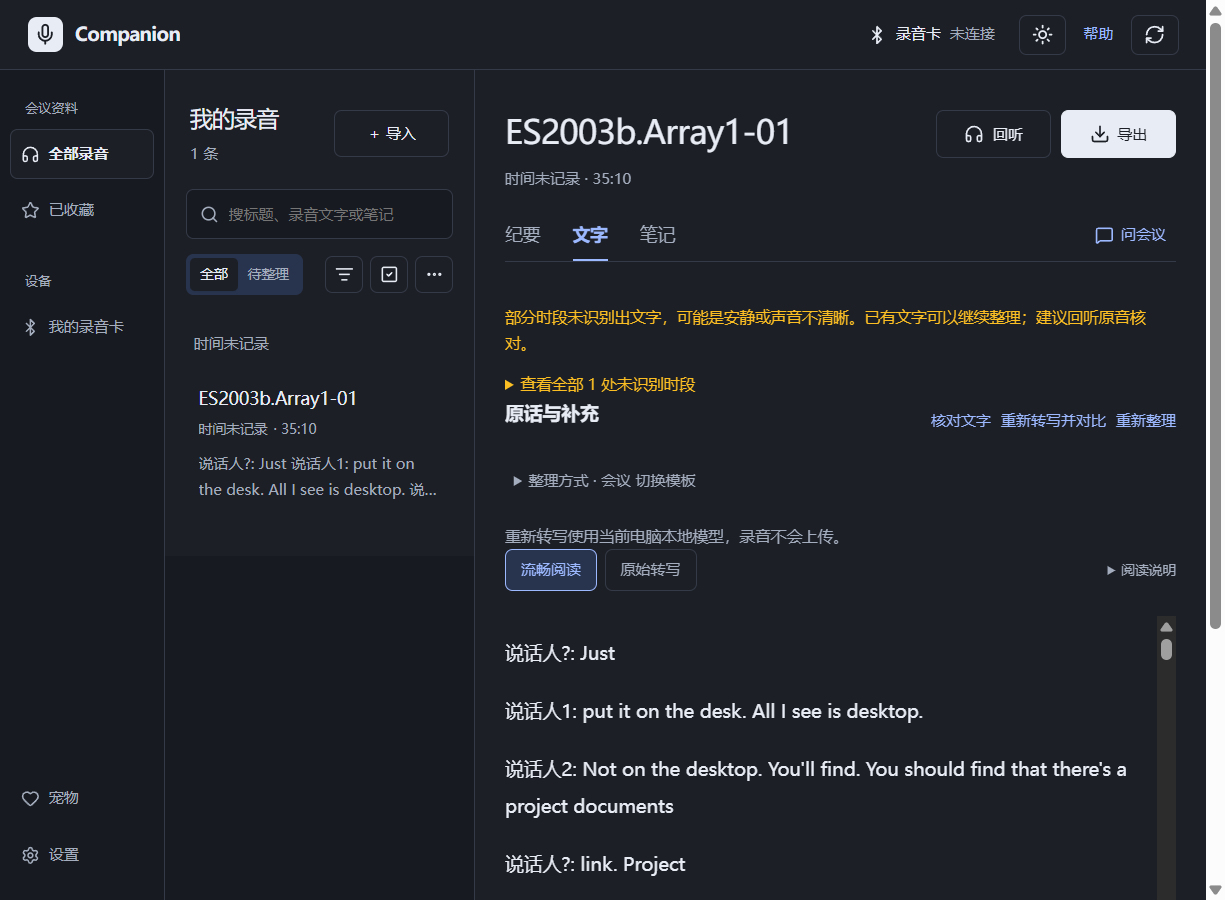 Companion
录音卡 未连接
帮助
会议资料
全部录音
已收藏
设备
我的录音卡
宠物
设置
我的录音
1 条
+ 导入
搜标题、录音文字或笔记
全部 待整理
时间未记录
ES2003b.Array1-01
时间未记录 · 35:10
说话人?: Just 说话人1: put it on
the desk. All I see is desktop. 说...
ES2003b.Array1-01
时间未记录 · 35:10
回听
导出
纪要 文字 笔记
问会议
部分时段未识别出文字，可能是安静或声音不清晰。已有文字可以继续整理；建议回听原音核
对。
查看全部 1 处未识别时段
原话与补充
核对文字 重新转写并对比 重新整理
整理方式 · 会议 切换模板
重新转写使用当前电脑本地模型，录音不会上传。
流畅阅读 原始转写
阅读说明
说话人?: Just
说话人1: put it on the desk. All I see is desktop.
说话人2: Not on the desktop. You'll find. You should find that there's a
project documents
说话人?: link. Project